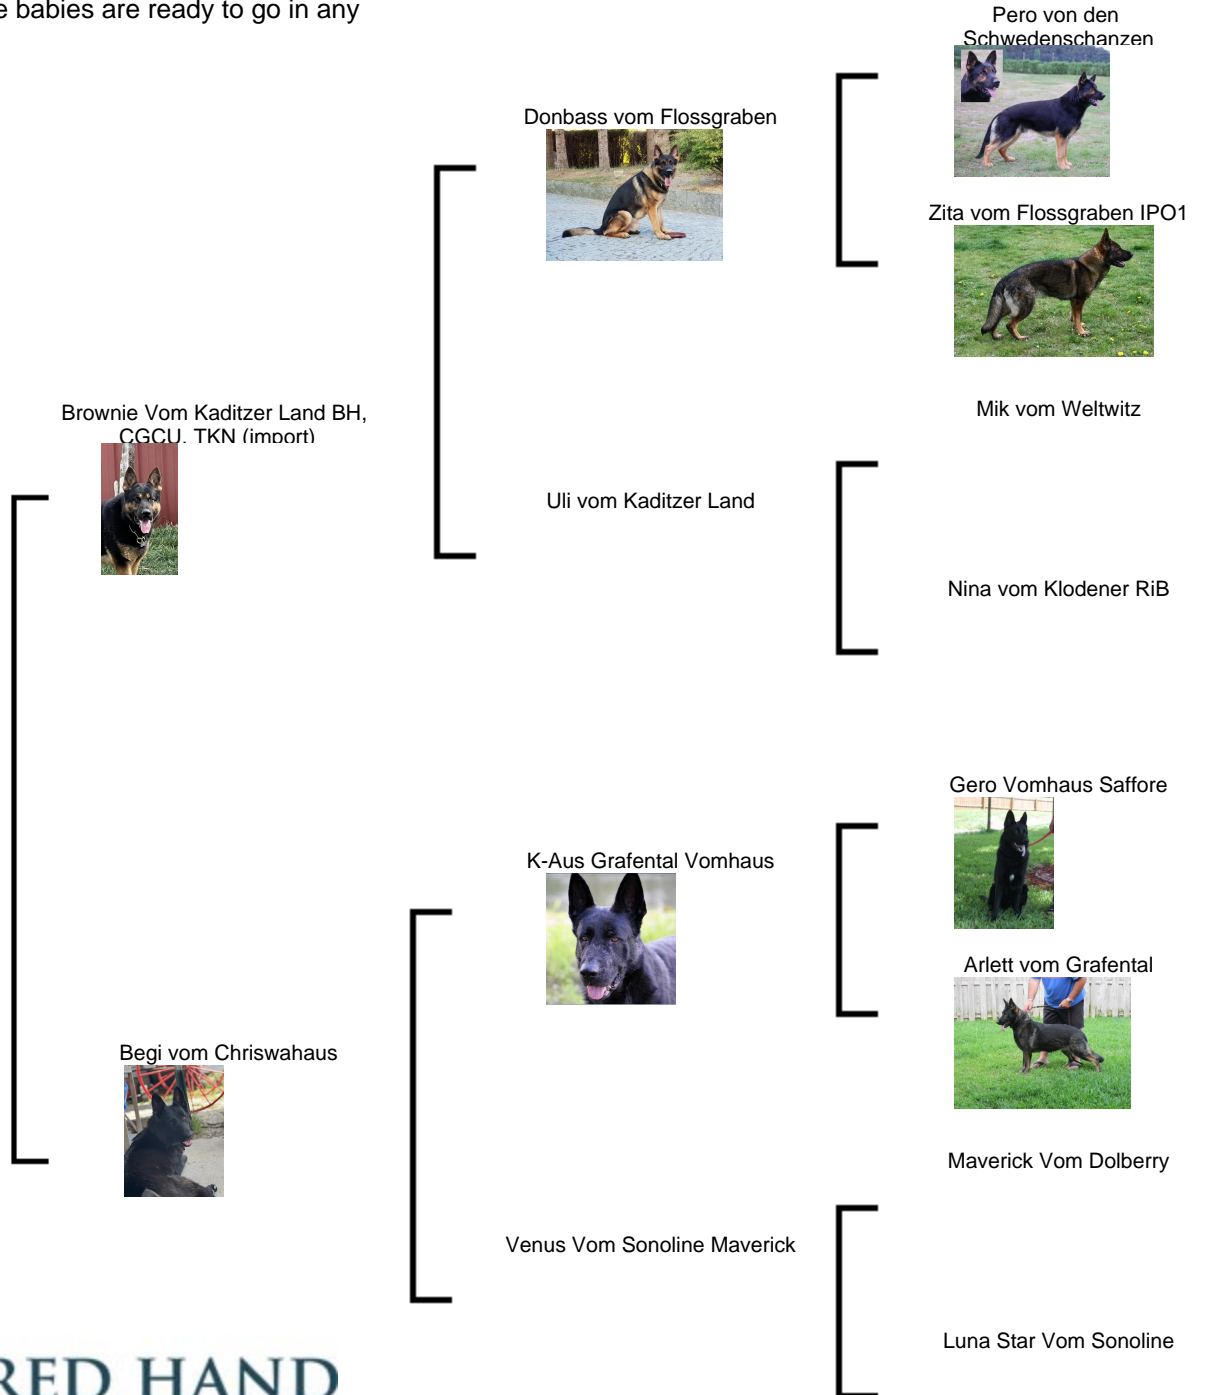 e babies are ready to go in any
Pero von den
Schwedenschanzen
Donbass vom Flossgraben
Zita vom Flossgraben IPO1
Brownie Vom Kaditzer Land BH,
CGCU, TKN (import)
Mik vom Weltwitz
Uli vom Kaditzer Land
Nina vom Klodener RiB
Gero Vomhaus Saffore
K-Aus Grafental Vomhaus
Arlett vom Grafental
Begi vom Chriswahaus
Maverick Vom Dolberry
Venus Vom Sonoline Maverick
Luna Star Vom Sonoline
RED HAND